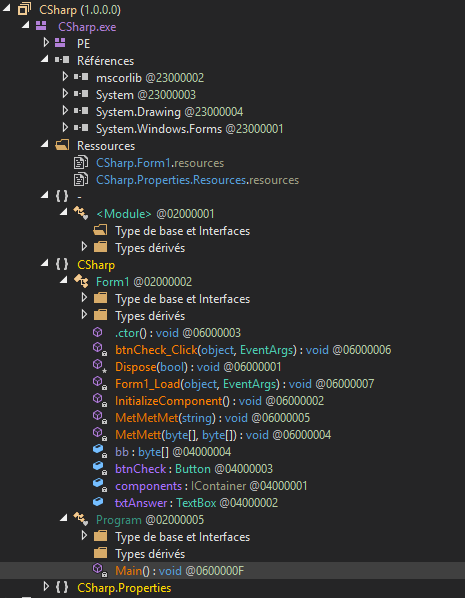 CSharp (1.0.0.0)
CSharp.exe
PE
Références
mscorlib @23000002
System @23000003
System.Drawing @23000004
System.Windows.Forms @23000001
Ressources
CSharp.Form1.resources
CSharp.Properties.Resources.resources
{ } -
<Module> @02000001
Type de base et Interfaces
Types dérivés
{ } CSharp
Form1 @02000002
Type de base et Interfaces
Types dérivés
.ctor() : void @06000003
btnCheck_Click(object, EventArgs) : void @06000006
Dispose(bool) : void @06000001
Form1_Load(object, EventArgs) : void @06000007
InitializeComponent() : void @06000002
MetMetMet(string) : void @06000005
MetMett(byte[], byte[]) : void @06000004
bb : byte[] @04000004
btnCheck : Button @04000003
components : IContainer @04000001
txtAnswer : TextBox @04000002
Program @02000005
Type de base et Interfaces
Types dérivés
Main() : void @0600000F
{ } CSharp.Properties